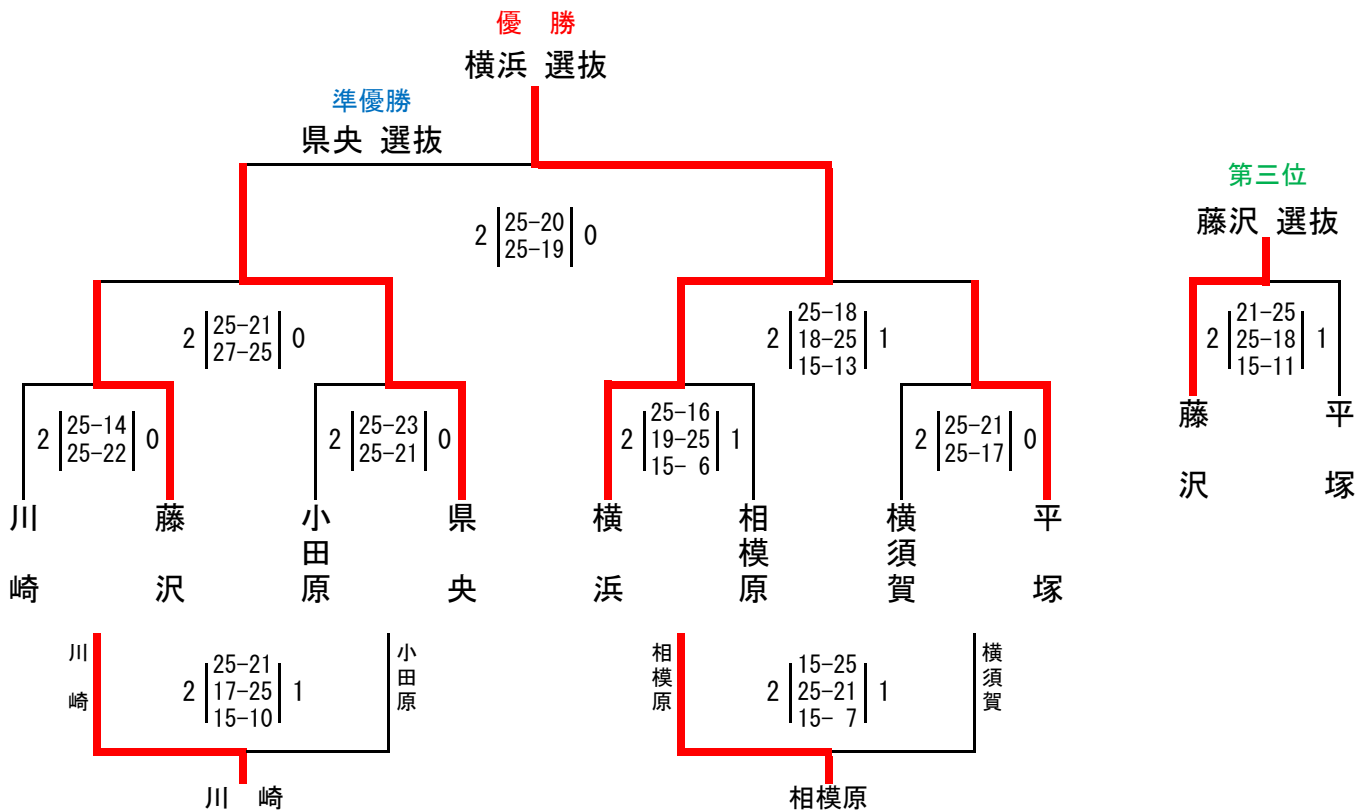 優　勝
横浜 選抜
準優勝
県央 選抜
第三位
藤沢 選抜
2 25-20 0
25-19
2 25-21 0
27-25
2 25-18 1
18-25
15-13
2 21-25 1
25-18
15-11
2 25-14 0
25-22
2 25-23 0
25-21
2 25-16 1
19-25
15- 6
2 25-21 0
25-17
藤沢
平塚
川崎
藤沢
小田原
県央
横浜
相模原
横須賀
平塚
川崎
2 25-21 1
17-25
15-10
小田原
相模原
2 15-25 1
25-21
15- 7
横須賀
川　崎
相模原